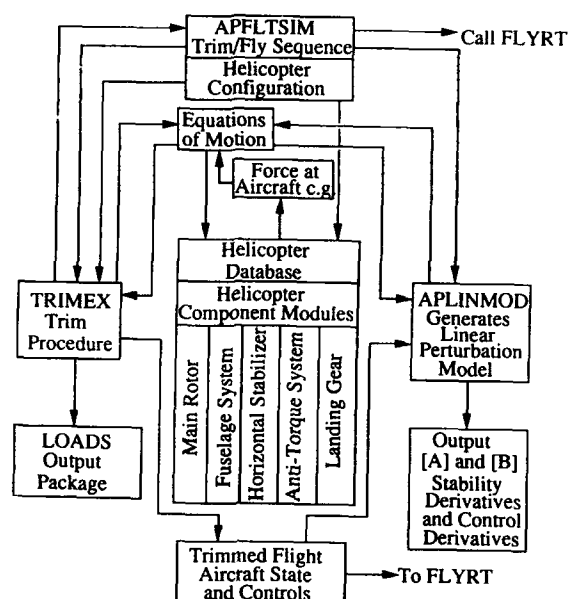 APFLTSIM
Trim/Fly Sequence
Call FLYRT
Helicopter
Configuration
Equations
of Motion
Force at
Aircraft c.g.
Helicopter
Database
Helicopter
Component Modules
Main Rotor
Fuselage System
Horizontal Stabilizer
Anti-Torque System
Landing Gear
TRIMEX
Trim
Procedure
APLINMOD
Generates
Linear
Perturbation
Model
LOADS
Output
Package
Output
[A] and [B]
Stability
Derivatives
and Control
Derivatives
Trimmed Flight
Aircraft State
and Controls
To FLYRT